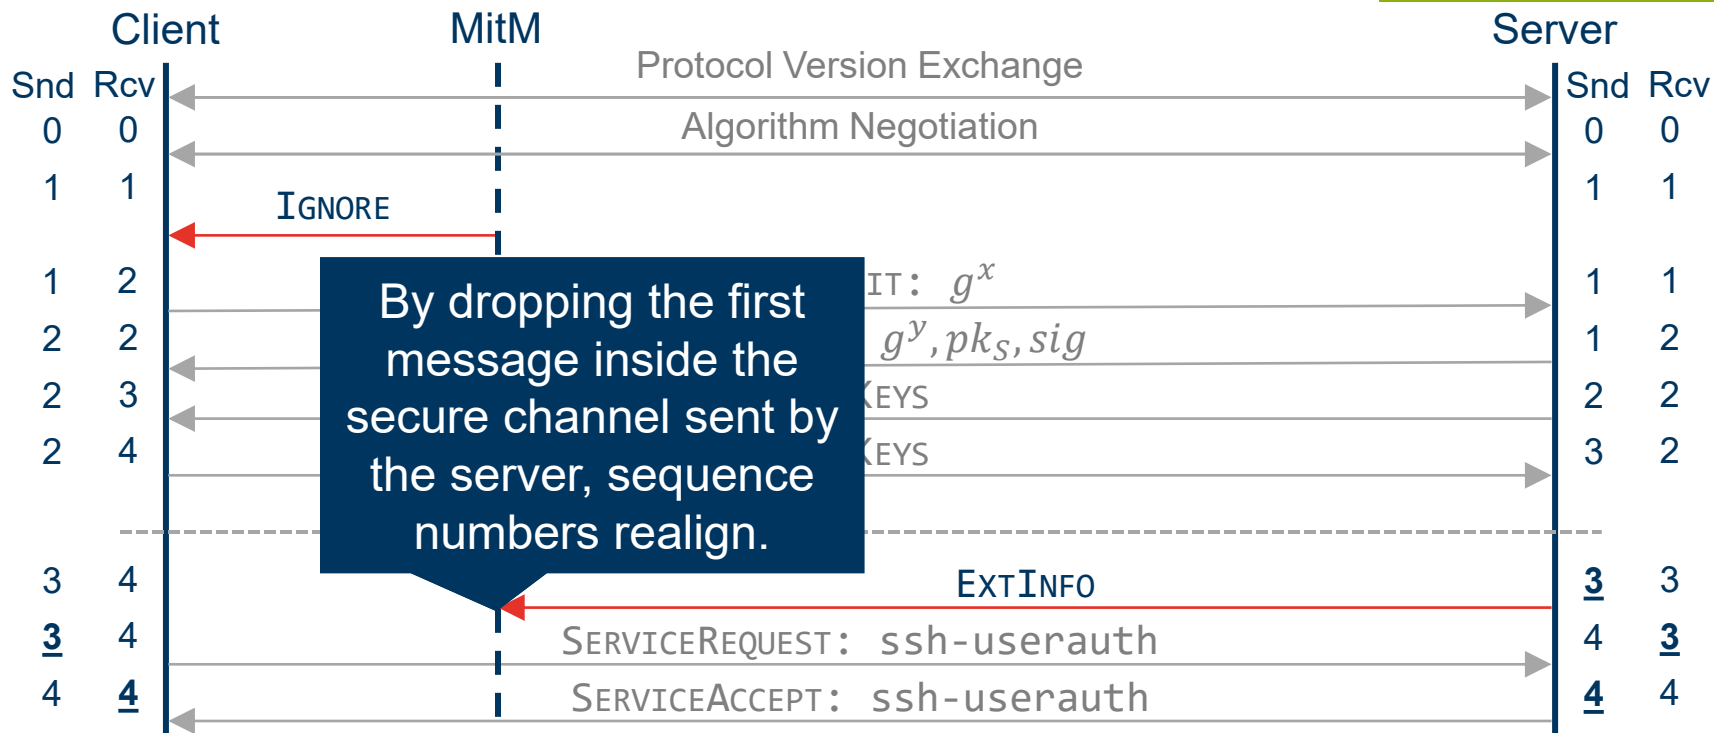 Client MitM Server
Snd Rcv Protocol Version Exchange Snd Rcv
0 0 Algorithm Negotiation 0 0
1 1 1 1
IGNORE
1 2 IT: g^x 1 1
2 2 g^y, pk_S, sig 1 2
2 3 KEYS 2 2
2 4 KEYS 3 2
By dropping the first
message inside the
secure channel sent by
the server, sequence
numbers realign.
3 4 EXTINFO 3 3
3 4 SERVICEREQUEST: ssh-userauth 4 3
4 4 SERVICEACCEPT: ssh-userauth 4 4